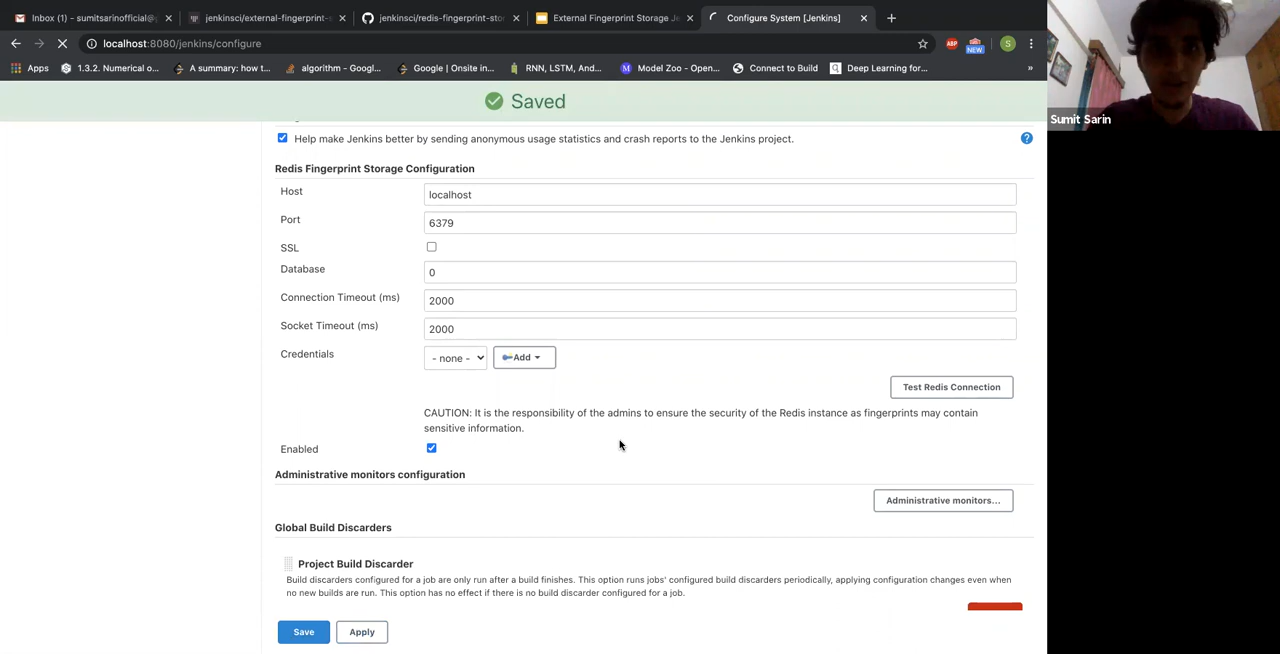 Inbox (1) - sumitsarinofficial@g
jenkinsci/external-fingerprint-s
jenkinsci/redis-fingerprint-stor
External Fingerprint Storage Je
Configure System [Jenkins]
localhost:8080/jenkins/configure
ABP
NEW
S
Apps
1.3.2. Numerical o...
A summary: how t...
algorithm - Googl...
Google | Onsite in...
RNN, LSTM, And...
Model Zoo - Open...
Connect to Build
Deep Learning for...
»
Saved
Sumit Sarin
Help make Jenkins better by sending anonymous usage statistics and crash reports to the Jenkins project.
Redis Fingerprint Storage Configuration
Host
localhost
Port
6379
SSL
Database
0
Connection Timeout (ms)
2000
Socket Timeout (ms)
2000
Credentials
- none -
Add
Test Redis Connection
CAUTION: It is the responsibility of the admins to ensure the security of the Redis instance as fingerprints may contain
sensitive information.
Enabled
Administrative monitors configuration
Administrative monitors...
Global Build Discarders
Project Build Discarder
Build discarders configured for a job are only run after a build finishes. This option runs jobs' configured build discarders periodically, applying configuration changes even when
no new builds are run. This option has no effect if there is no build discarder configured for a job.
Save
Apply